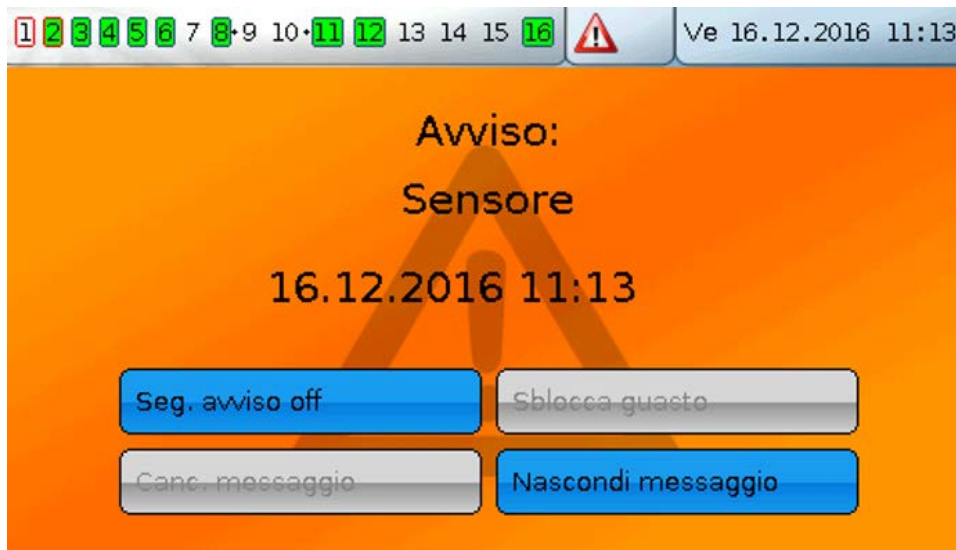 1 2 3 4 5 6 7 8·9 10·11 12 13 14 15 16 Ve 16.12.2016 11:13
Avviso:
Sensore
16.12.2016 11:13
Seg. avviso off Sblocca guasto
Canc. messaggio Nascondi messaggio